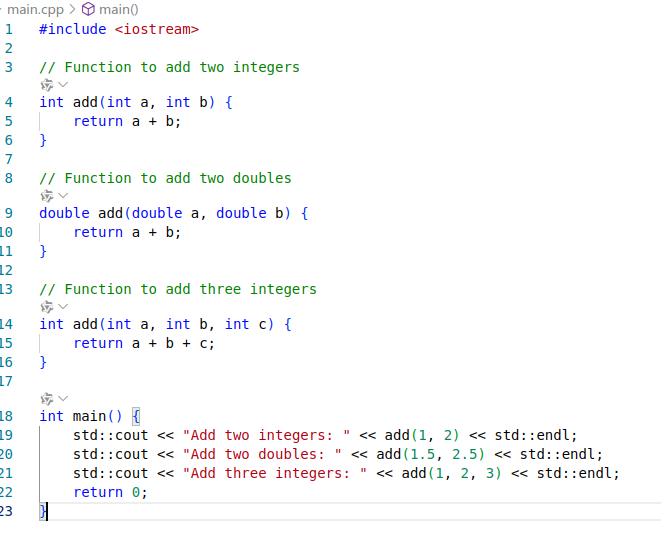 main.cpp > main()
1 #include <iostream>
2
3 // Function to add two integers
4 int add(int a, int b) {
5     return a + b;
6 }
7
8 // Function to add two doubles
9 double add(double a, double b) {
10     return a + b;
11 }
12
13 // Function to add three integers
14 int add(int a, int b, int c) {
15     return a + b + c;
16 }
17
18 int main() {
19     std::cout << "Add two integers: " << add(1, 2) << std::endl;
20     std::cout << "Add two doubles: " << add(1.5, 2.5) << std::endl;
21     std::cout << "Add three integers: " << add(1, 2, 3) << std::endl;
22     return 0;
23 }